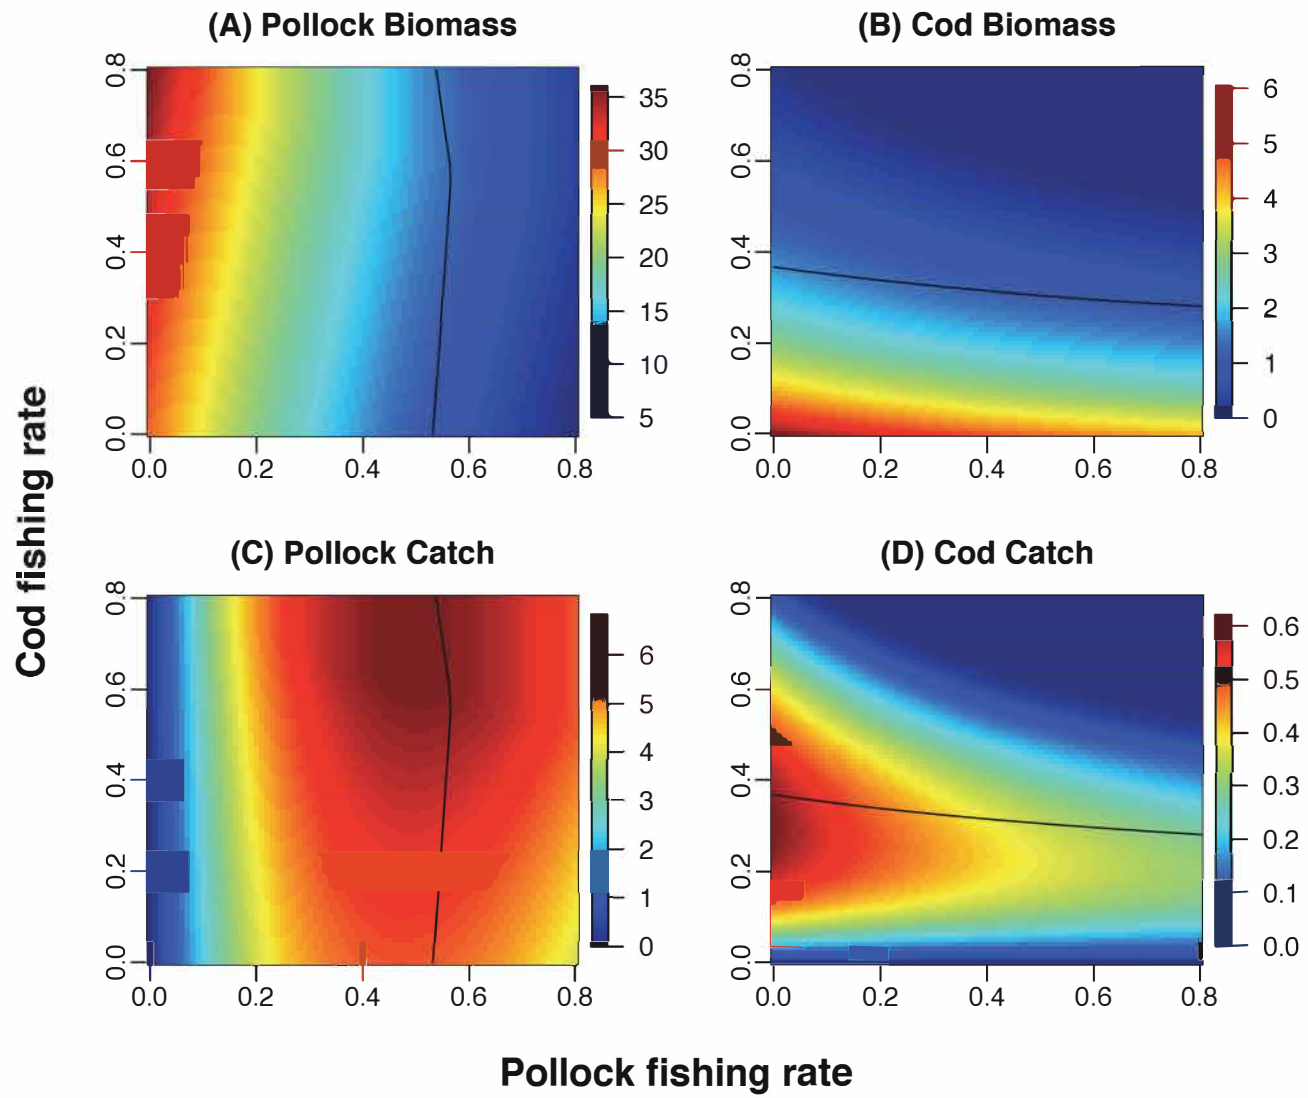 (A) Pollock Biomass
(B) Cod Biomass
0.0 0.2 0.4 0.6 0.8
0.0 0.2 0.4 0.6 0.8
35
30
25
20
15
10
5
0.0 0.2 0.4 0.6 0.8
0.0 0.2 0.4 0.6 0.8
6
5
4
3
2
1
0
Cod fishing rate
(C) Pollock Catch
(D) Cod Catch
0.0 0.2 0.4 0.6 0.8
0.0 0.2 0.4 0.6 0.8
6
5
4
3
2
1
0
0.0 0.2 0.4 0.6 0.8
0.0 0.2 0.4 0.6 0.8
0.6
0.5
0.4
0.3
0.2
0.1
0.0
Pollock fishing rate